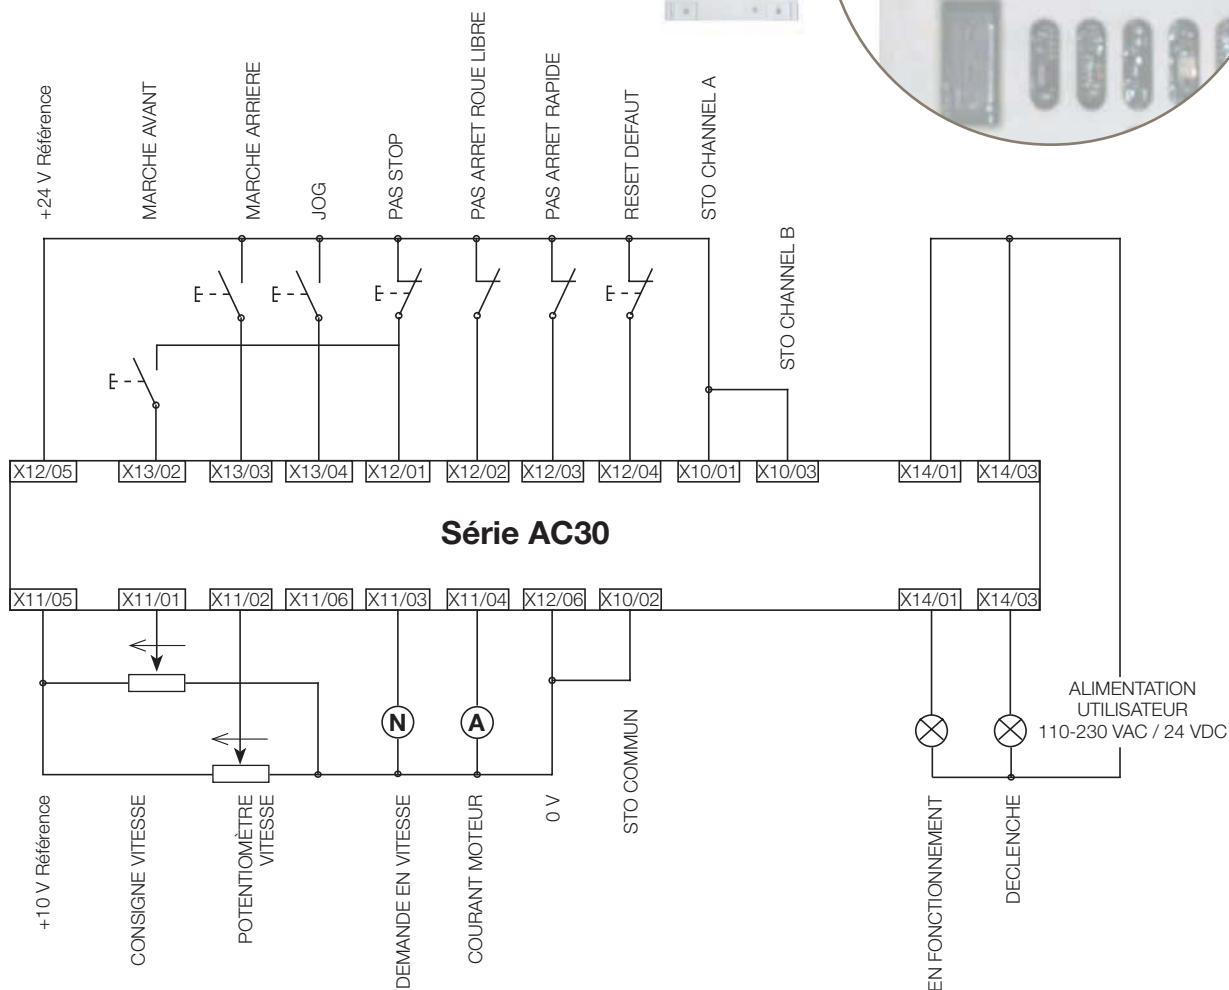 +24 V Référence
MARCHE AVANT
MARCHE ARRIERE
JOG
PAS STOP
PAS ARRET ROUE LIBRE
PAS ARRET RAPIDE
RESET DEFAUT
STO CHANNEL A
STO CHANNEL B
X12/05
X13/02
X13/03
X13/04
X12/01
X12/02
X12/03
X12/04
X10/01
X10/03
X14/01
X14/03
Série AC30
X11/05
X11/01
X11/02
X11/06
X11/03
X11/04
X12/06
X10/02
X14/01
X14/03
N
A
ALIMENTATION
UTILISATEUR
110-230 VAC / 24 VDC
+10 V Référence
CONSIGNE VITESSE
POTENTIOMÈTRE
VITESSE
DEMANDE EN VITESSE
COURANT MOTEUR
0 V
STO COMMUN
EN FONCTIONNEMENT
DECLENCHE